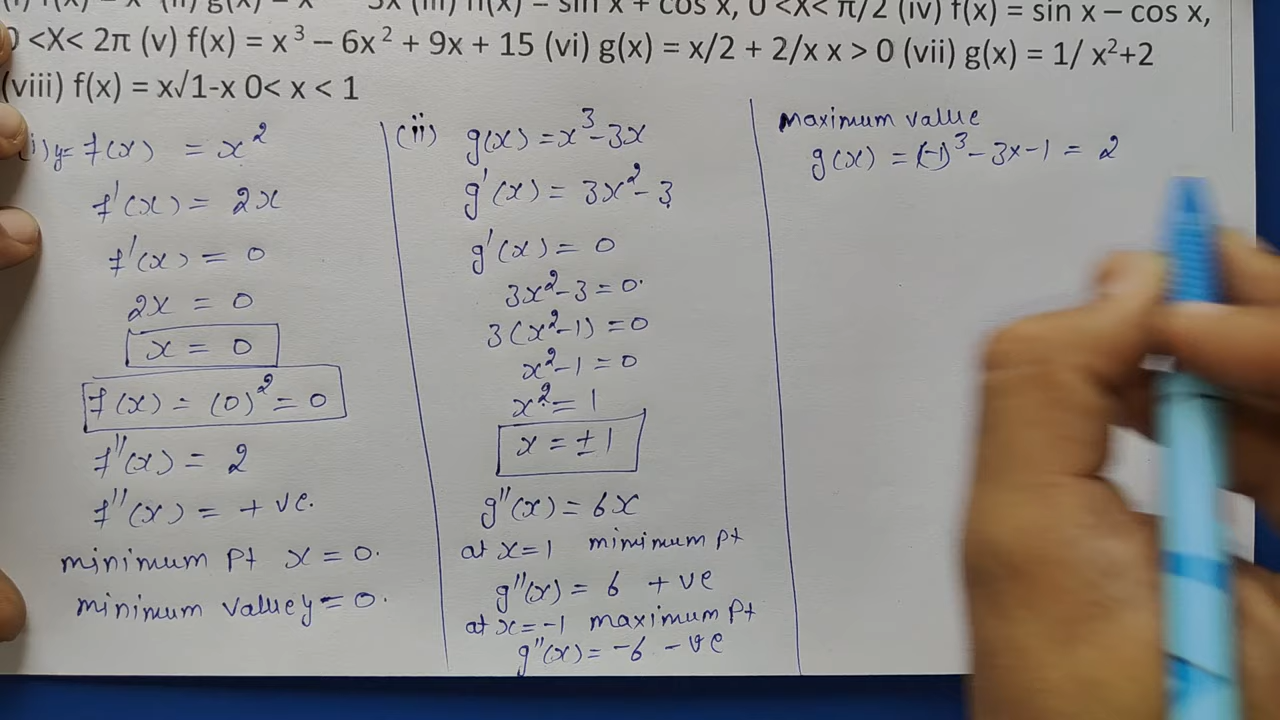 f(x) = x² (ii) g(x) = x³ – 3x (iii) h(x) = sin x + cos x, 0 <X< π/2 (iv) f(x) = sin x – cos x,
0 <X< 2π (v) f(x) = x³ – 6x² + 9x + 15 (vi) g(x) = x/2 + 2/x x > 0 (vii) g(x) = 1/ x²+2
(viii) f(x) = x√1-x 0< x < 1
(i) y= f(x) = x²
f'(x) = 2x
f'(x) = 0
2x = 0
x = 0
f(x) = (0)² = 0
f''(x) = 2
f''(x) = + ve.
minimum Pt x = 0.
minimum value y = 0.
(ii) g(x) = x³-3x
g'(x) = 3x²-3
g'(x) = 0
3x²-3 = 0.
3(x²-1) = 0
x²-1 = 0
x² = 1
x = ±1
g''(x) = 6x
at x=1 minimum pt
g''(x) = 6 + ve
at x=-1 maximum Pt
g''(x) = -6 - ve
maximum value
g(x) = (-1)³ - 3x-1 = 2